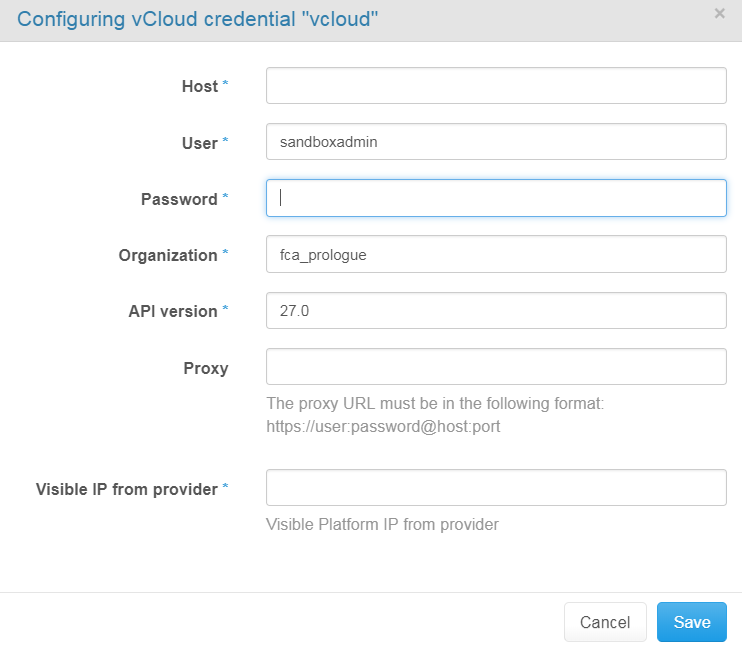 Configuring vCloud credential "vcloud" ×
Host *
User * sandboxadmin
Password *
Organization * fca_prologue
API version * 27.0
Proxy
The proxy URL must be in the following format:
https://user:password@host:port
Visible IP from provider *
Visible Platform IP from provider
Cancel Save